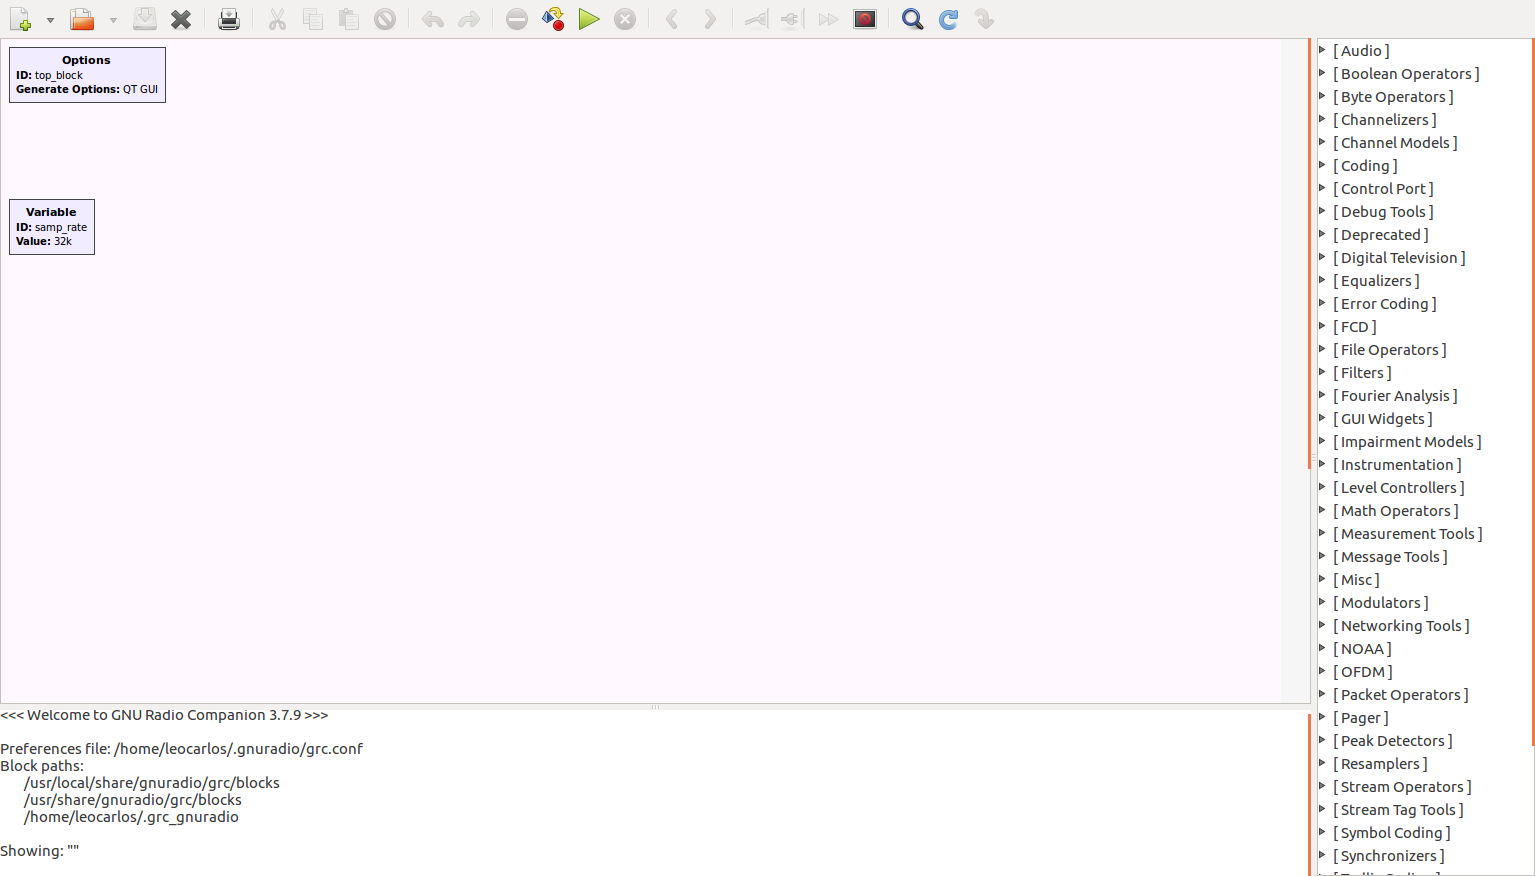 Options
ID: top_block
Generate Options: QT GUI
Variable
ID: samp_rate
Value: 32k
<<< Welcome to GNU Radio Companion 3.7.9 >>>
Preferences file: /home/leocarlos/.gnuradio/grc.conf
Block paths:
/usr/local/share/gnuradio/grc/blocks
/usr/share/gnuradio/grc/blocks
/home/leocarlos/.grc_gnuradio
Showing: ""
[ Audio ]
[ Boolean Operators ]
[ Byte Operators ]
[ Channelizers ]
[ Channel Models ]
[ Coding ]
[ Control Port ]
[ Debug Tools ]
[ Deprecated ]
[ Digital Television ]
[ Equalizers ]
[ Error Coding ]
[ FCD ]
[ File Operators ]
[ Filters ]
[ Fourier Analysis ]
[ GUI Widgets ]
[ Impairment Models ]
[ Instrumentation ]
[ Level Controllers ]
[ Math Operators ]
[ Measurement Tools ]
[ Message Tools ]
[ Misc ]
[ Modulators ]
[ Networking Tools ]
[ NOAA ]
[ OFDM ]
[ Packet Operators ]
[ Pager ]
[ Peak Detectors ]
[ Resamplers ]
[ Stream Operators ]
[ Stream Tag Tools ]
[ Symbol Coding ]
[ Synchronizers ]